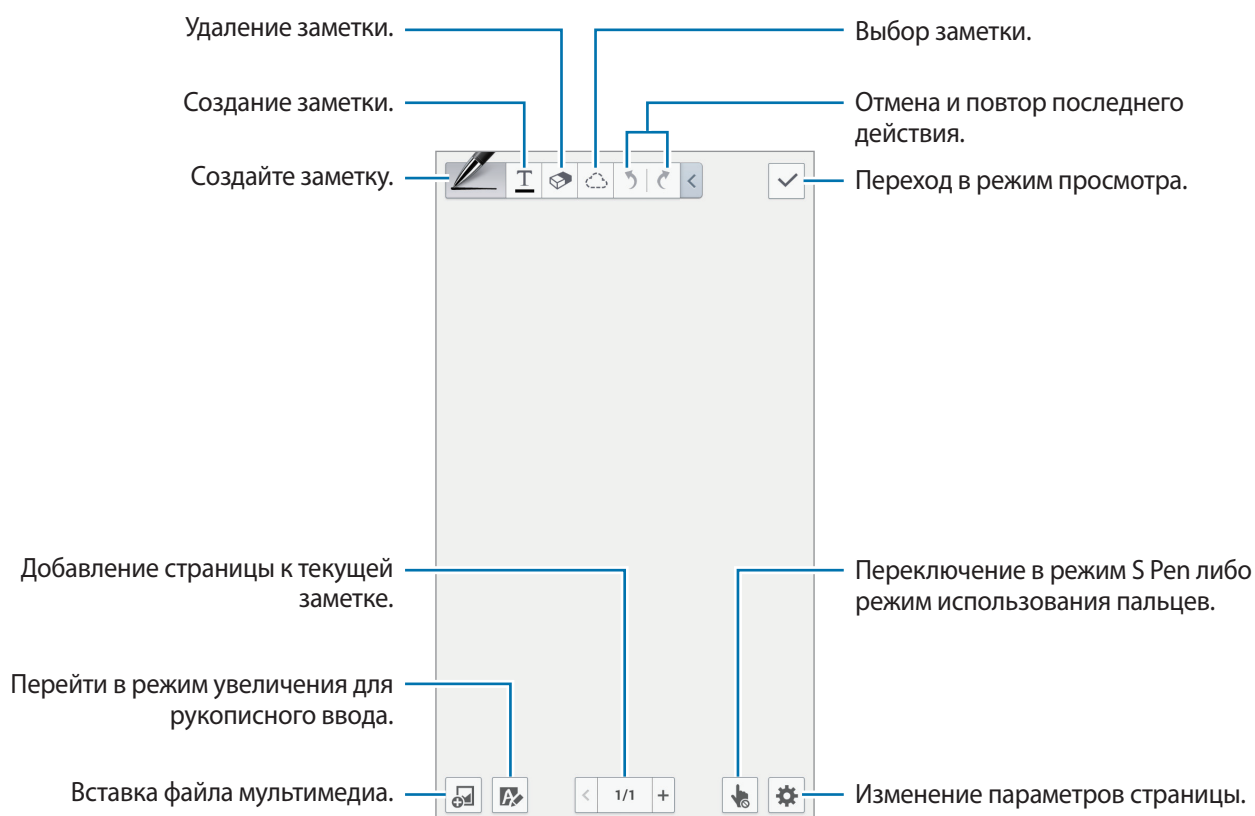 Удаление заметки.
Создание заметки.
Создайте заметку.
Выбор заметки.
Отмена и повтор последнего
действия.
Переход в режим просмотра.
T
Добавление страницы к текущей
заметке.
Перейти в режим увеличения для
рукописного ввода.
Вставка файла мультимедиа.
Переключение в режим S Pen либо
режим использования пальцев.
Изменение параметров страницы.
A
< 1/1 +